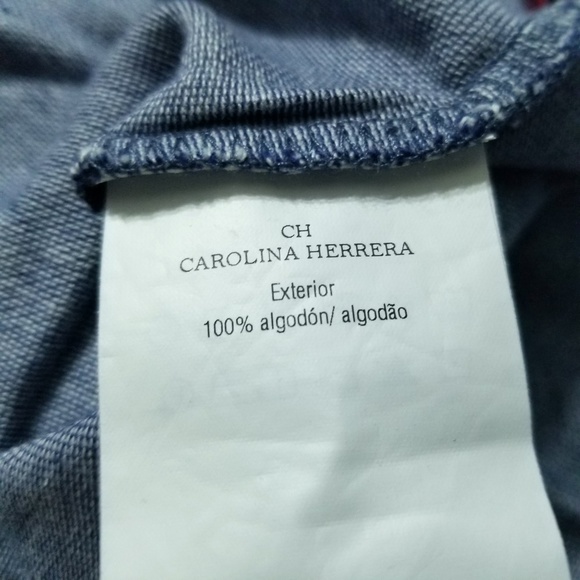 CH
CAROLINA HERRERA
Exterior
100% algodón/ algodão